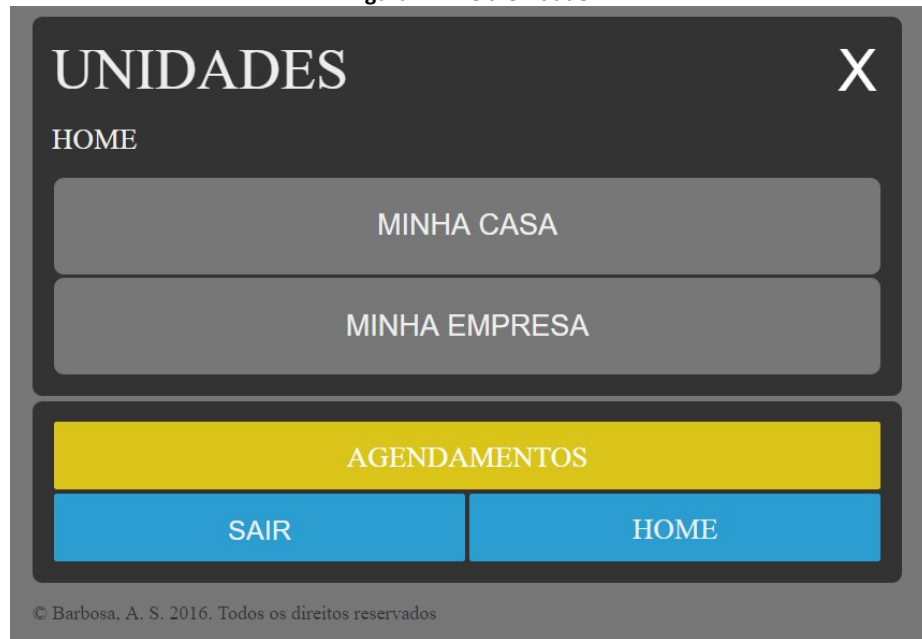 UNIDADES X
HOME
MINHA CASA
MINHA EMPRESA
AGENDAMENTOS
SAIR HOME
© Barbosa, A. S. 2016. Todos os direitos reservados